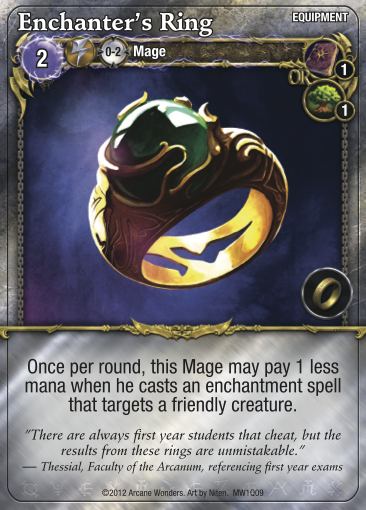 Enchanter's Ring
EQUIPMENT
2
0-2
Mage
1
OR
1
Once per round, this Mage may pay 1 less
mana when he casts an enchantment spell
that targets a friendly creature.
"There are always first year students that cheat, but the
results from these rings are unmistakable."
— Thessial, Faculty of the Arcanum, referencing first year exams
©2012 Arcane Wonders. Art by Niten. MW1Q09